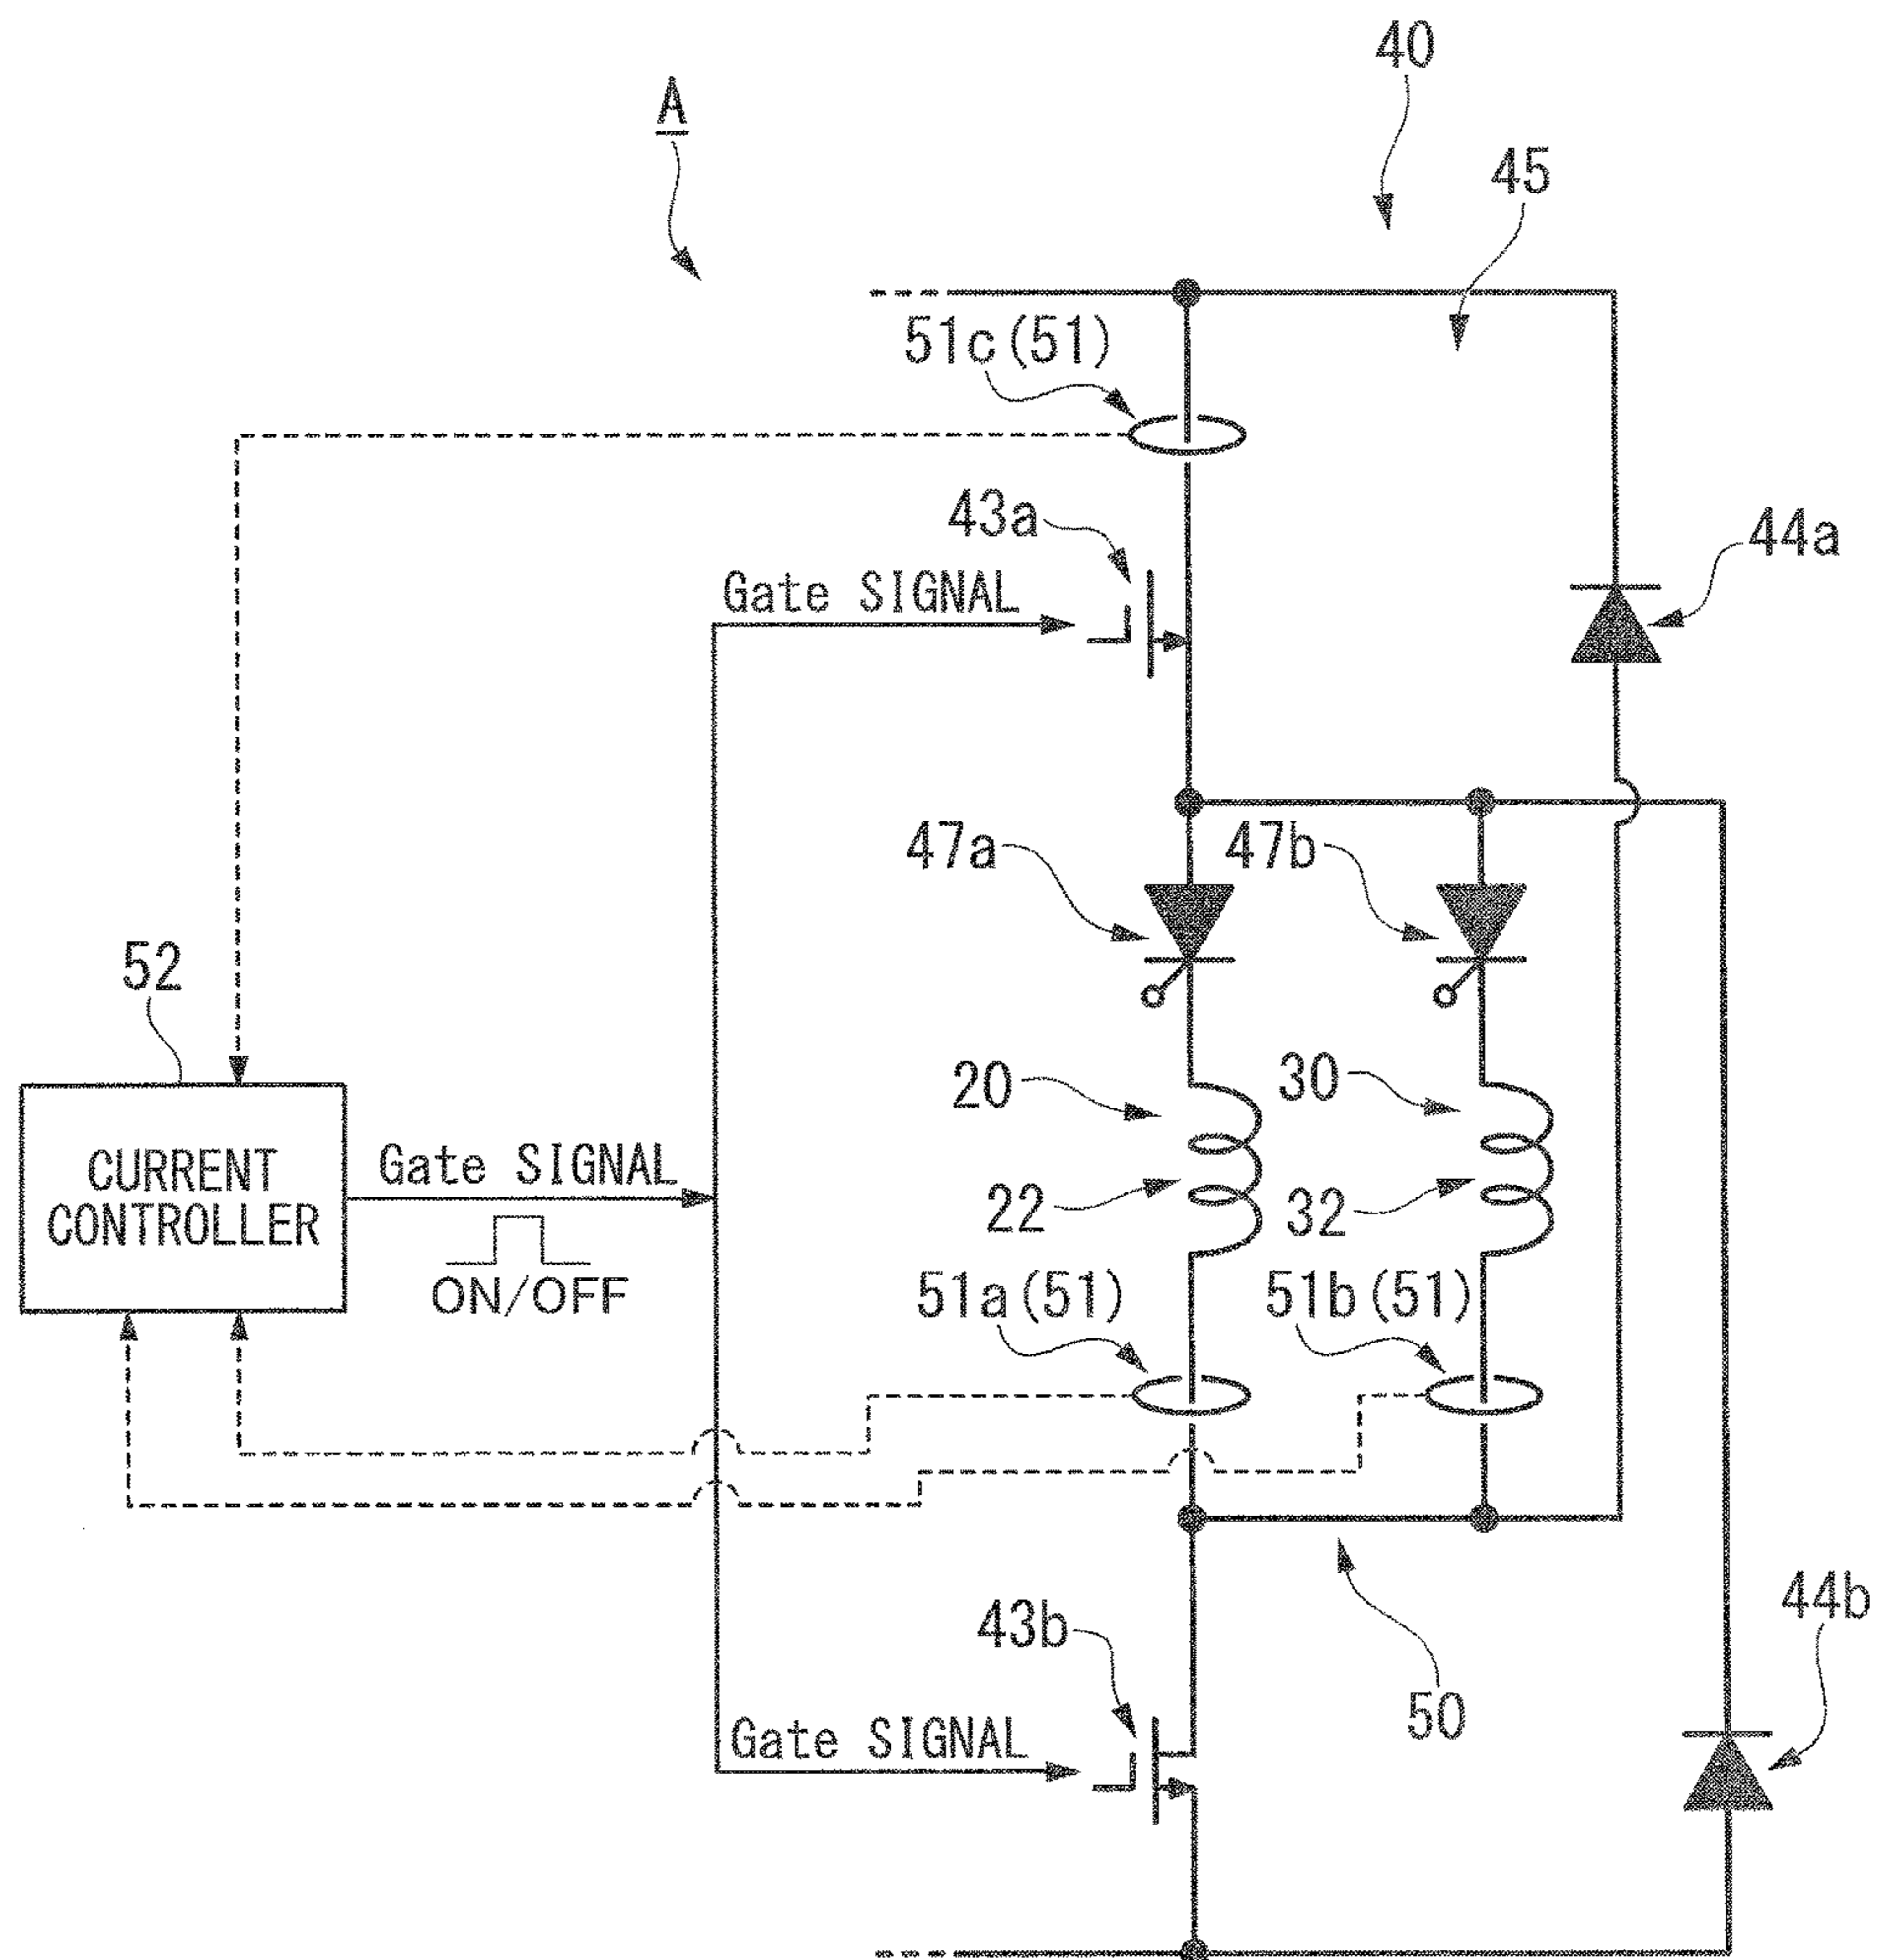 40
A
45
51c(51)
43a
44a
Gate SIGNAL
47a
47b
52
20
30
CURRENT
CONTROLLER
Gate SIGNAL
22
32
ON/OFF
51a(51)
51b(51)
43b
44b
50
Gate SIGNAL